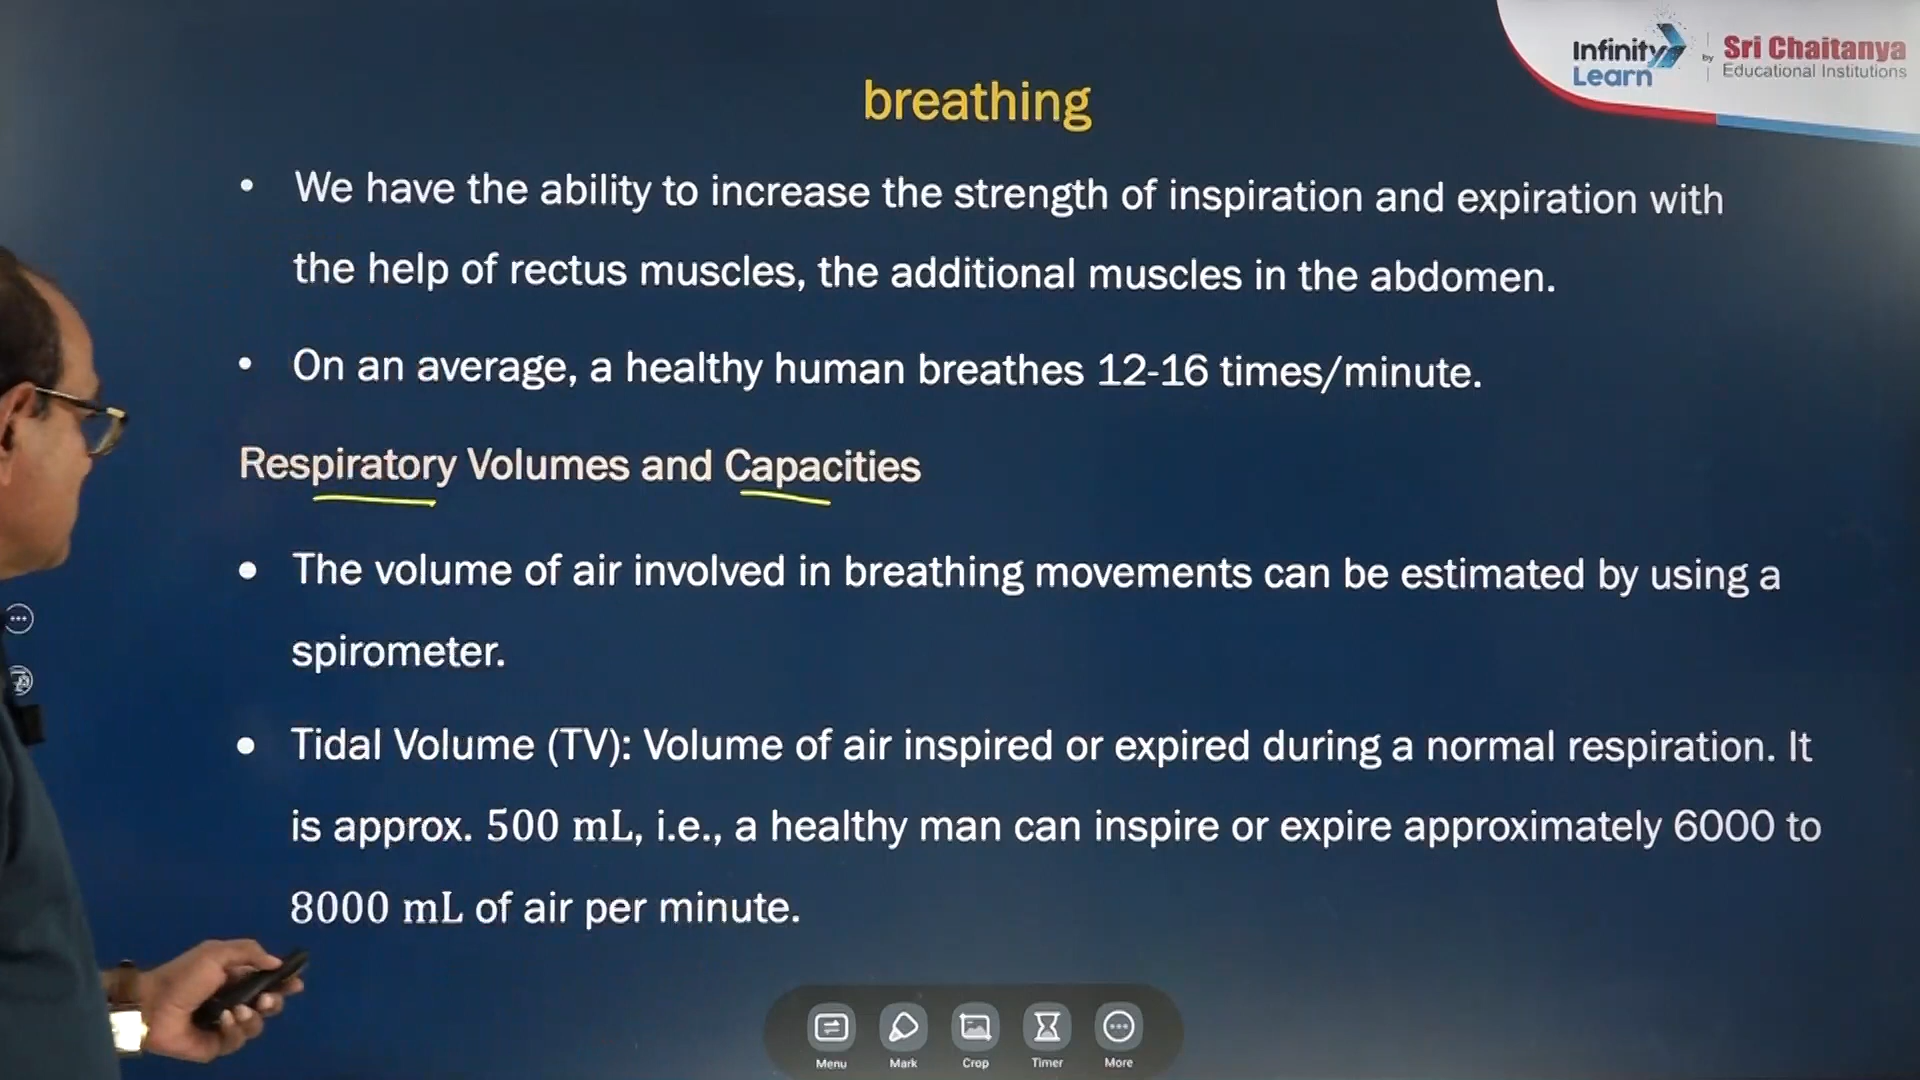 Infinity Learn by Sri Chaitanya Educational Institutions
breathing
• We have the ability to increase the strength of inspiration and expiration with
the help of rectus muscles, the additional muscles in the abdomen.
• On an average, a healthy human breathes 12-16 times/minute.
Respiratory Volumes and Capacities
• The volume of air involved in breathing movements can be estimated by using a
spirometer.
• Tidal Volume (TV): Volume of air inspired or expired during a normal respiration. It
is approx. 500 mL, i.e., a healthy man can inspire or expire approximately 6000 to
8000 mL of air per minute.
Menu Mark Crop Timer More